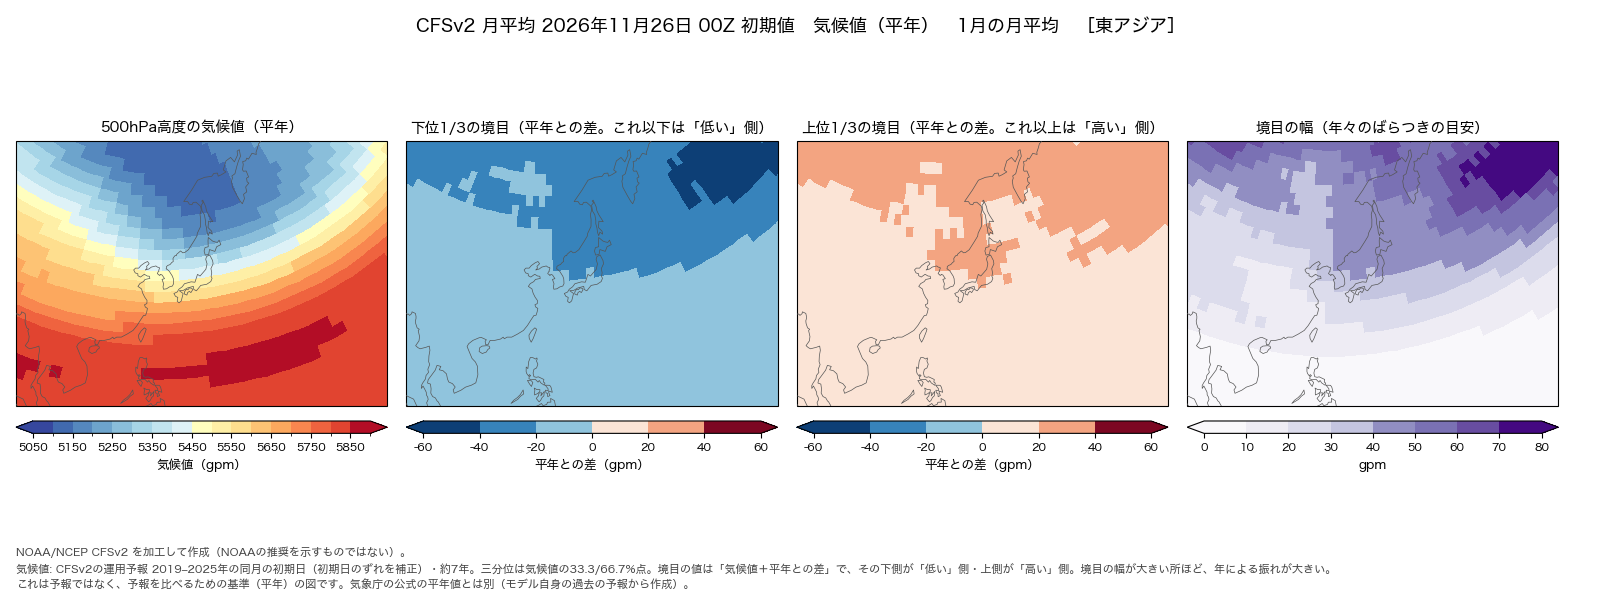 CFSv2 月平均 2026年11月26日 00Z 初期値　気候値（平年）　1月の月平均　［東アジア］
500hPa高度の気候値（平年）
下位1/3の境目（平年との差。これ以下は「低い」側）
上位1/3の境目（平年との差。これ以上は「高い」側）
境目の幅（年々のばらつきの目安）
5050 5150 5250 5350 5450 5550 5650 5750 5850
気候値（gpm）
-60 -40 -20 0 20 40 60
平年との差（gpm）
-60 -40 -20 0 20 40 60
平年との差（gpm）
0 10 20 30 40 50 60 70 80
gpm
NOAA/NCEP CFSv2 を加工して作成（NOAAの推奨を示すものではない）。
気候値: CFSv2の運用予報 2019–2025年の同月の初期日（初期日のずれを補正）・約7年。三分位は気候値の33.3/66.7%点。境目の値は「気候値＋平年との差」で、その下側が「低い」側・上側が「高い」側。境目の幅が大きい所ほど、年による振れが大きい。
これは予報ではなく、予報を比べるための基準（平年）の図です。気象庁の公式の平年値とは別（モデル自身の過去の予報から作成）。